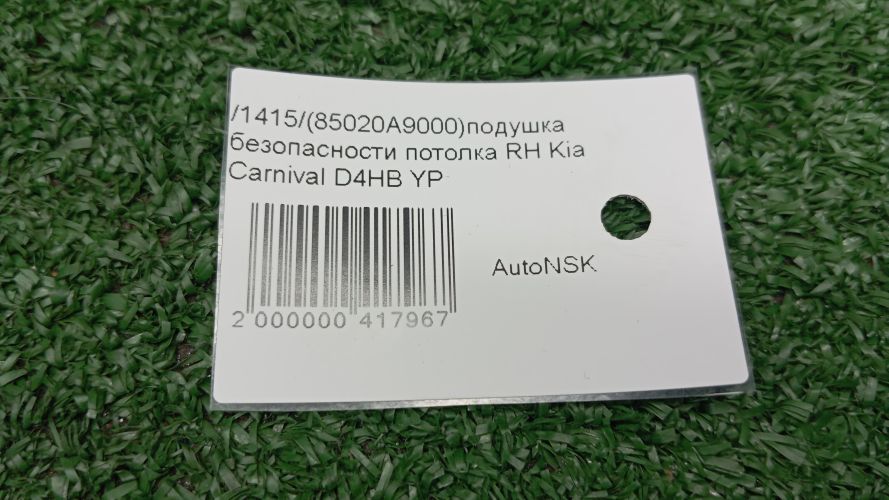 /1415/(85020A9000)подушка
безопасности потолка RH Kia
Carnival D4HB YP
AutoNSK
2 000000 417967